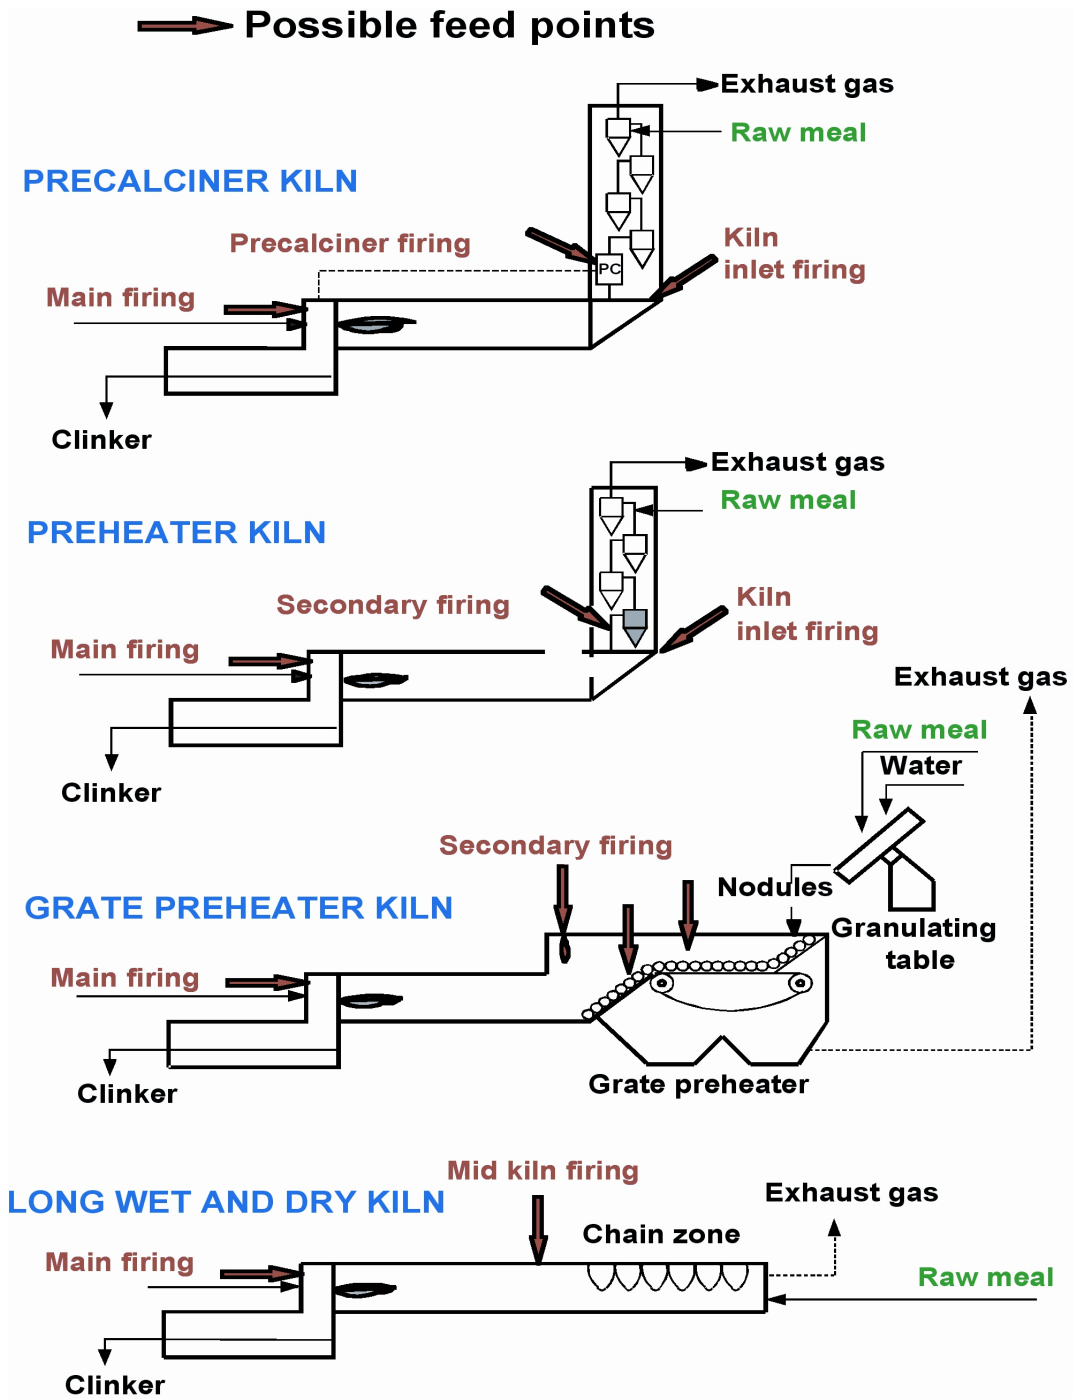 Possible feed points
Exhaust gas
Raw meal
PRECALCINER KILN
Precalciner firing
Kiln
inlet firing
PC
Main firing
Clinker
Exhaust gas
Raw meal
PREHEATER KILN
Secondary firing
Kiln
inlet firing
Main firing
Clinker
Exhaust gas
Raw meal
Water
Secondary firing
Nodules
GRATE PREHEATER KILN
Granulating
table
Main firing
Grate preheater
Clinker
Mid kiln firing
LONG WET AND DRY KILN
Exhaust gas
Chain zone
Main firing
Raw meal
Clinker